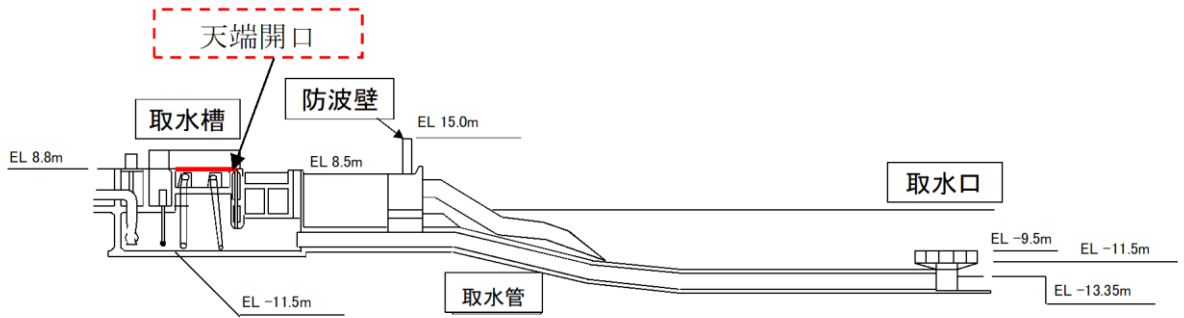 天端開口
防波壁
取水槽
EL 15.0m
EL 8.8m
EL 8.5m
取水口
EL -9.5m
EL -11.5m
取水管
EL -13.35m
EL -11.5m